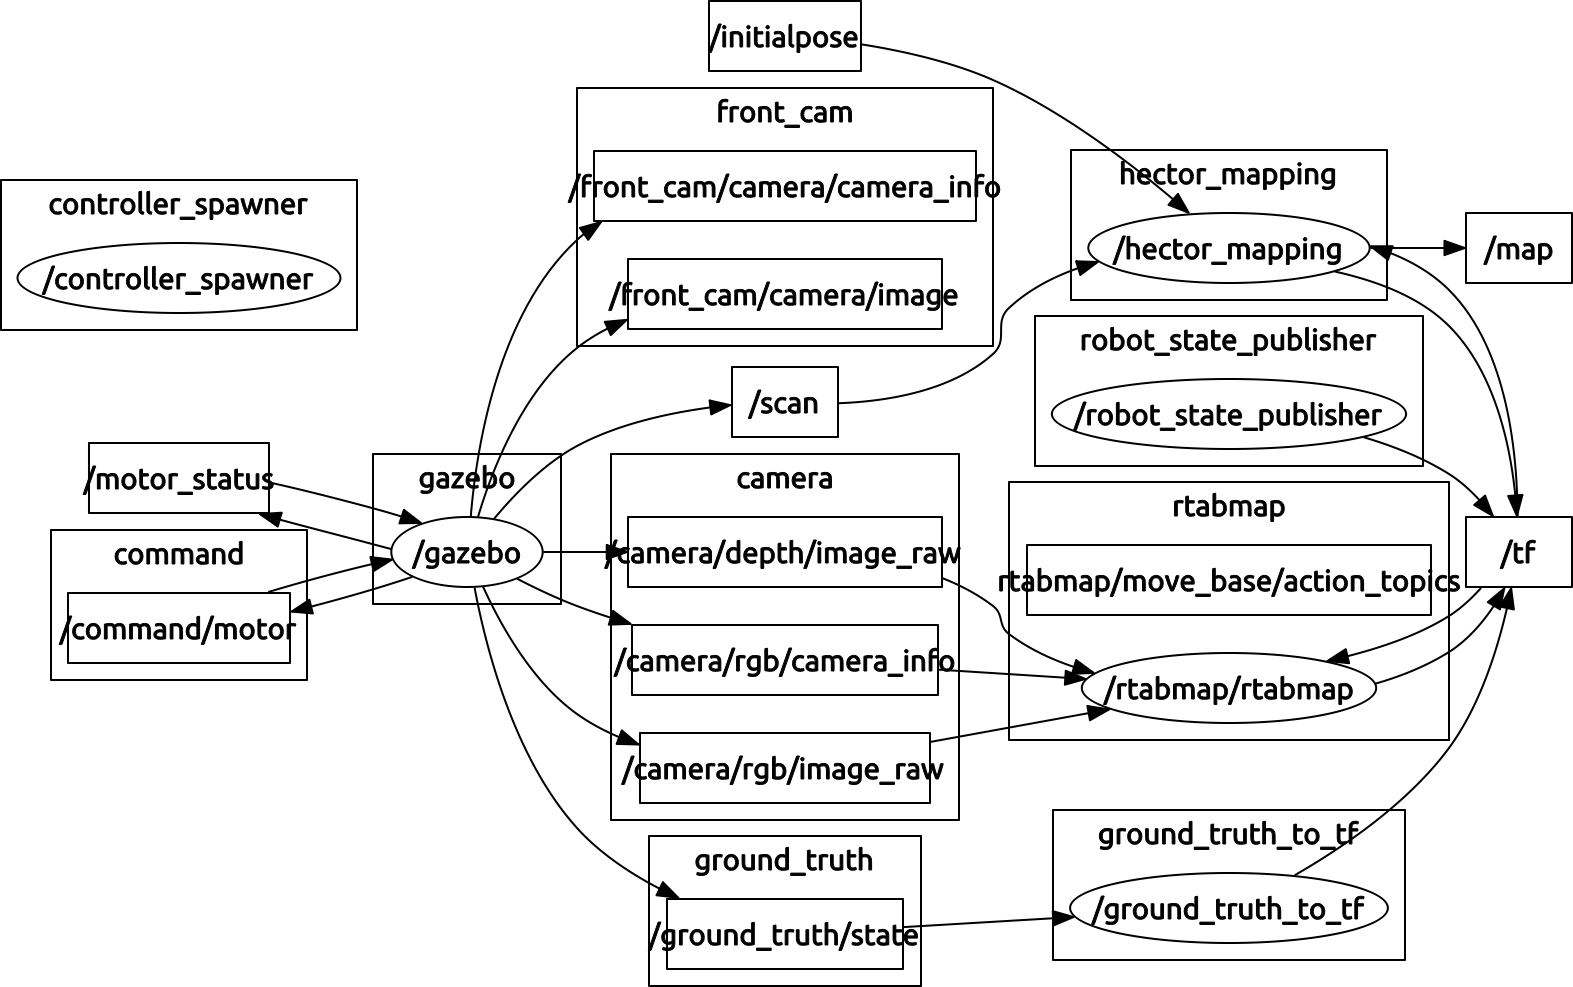 /initialpose
front_cam
/front_cam/camera/camera_info
/front_cam/camera/image
hector_mapping
/hector_mapping
/map
controller_spawner
/controller_spawner
robot_state_publisher
/robot_state_publisher
/scan
/motor_status
gazebo
/gazebo
command
/command/motor
camera
/camera/depth/image_raw
/camera/rgb/camera_info
/camera/rgb/image_raw
rtabmap
rtabmap/move_base/action_topics
/rtabmap/rtabmap
/tf
ground_truth
/ground_truth/state
ground_truth_to_tf
/ground_truth_to_tf